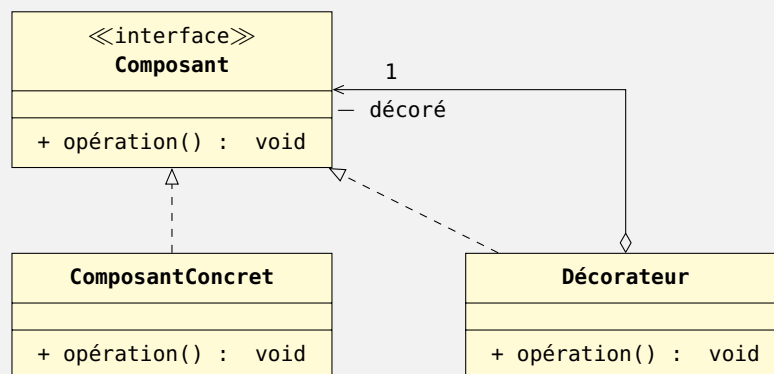 ≪interface≫
Composant
+ opération() : void
1
− décoré
ComposantConcret
+ opération() : void
Décorateur
+ opération() : void